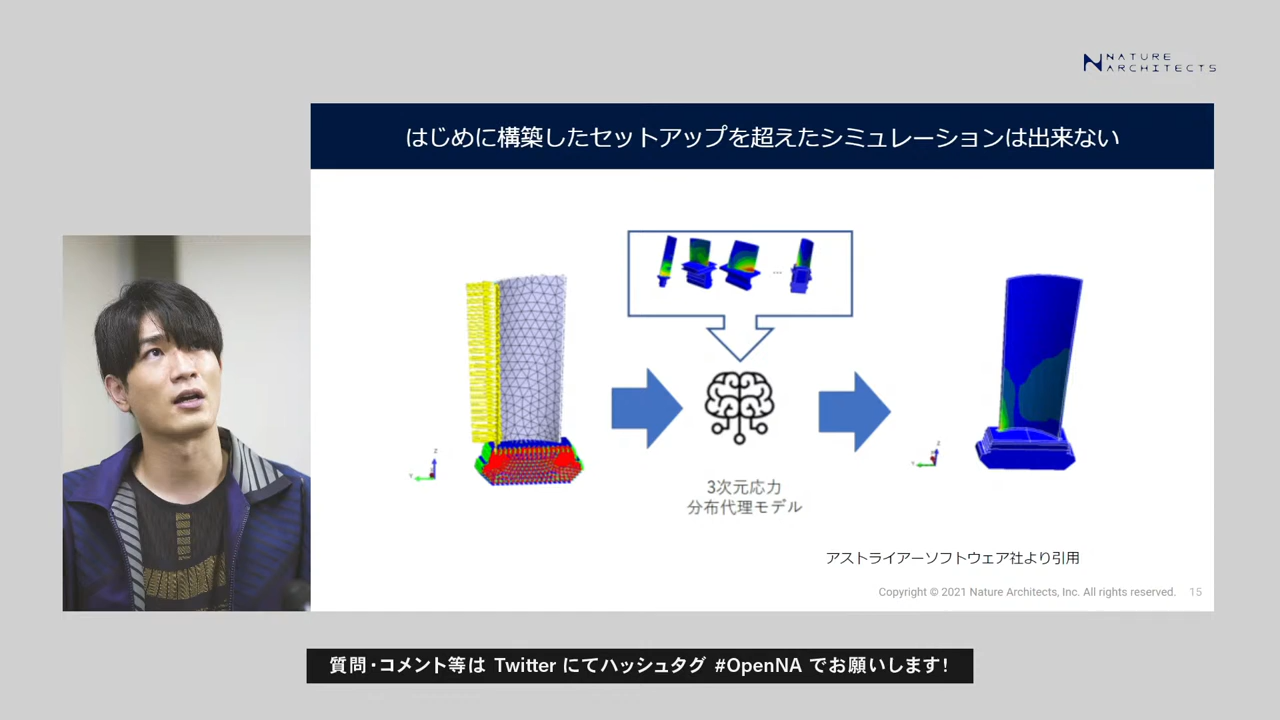 NATURE
ARCHITECTS
はじめに構築したセットアップを超えたシミュレーションは出来ない
...
Z
Y
3次元応力
分布代理モデル
Z
Y
アストライアーソフトウェア社より引用
Copyright © 2021 Nature Architects, Inc. All rights reserved. 15
質問・コメント等は Twitter にてハッシュタグ #OpenNA でお願いします!